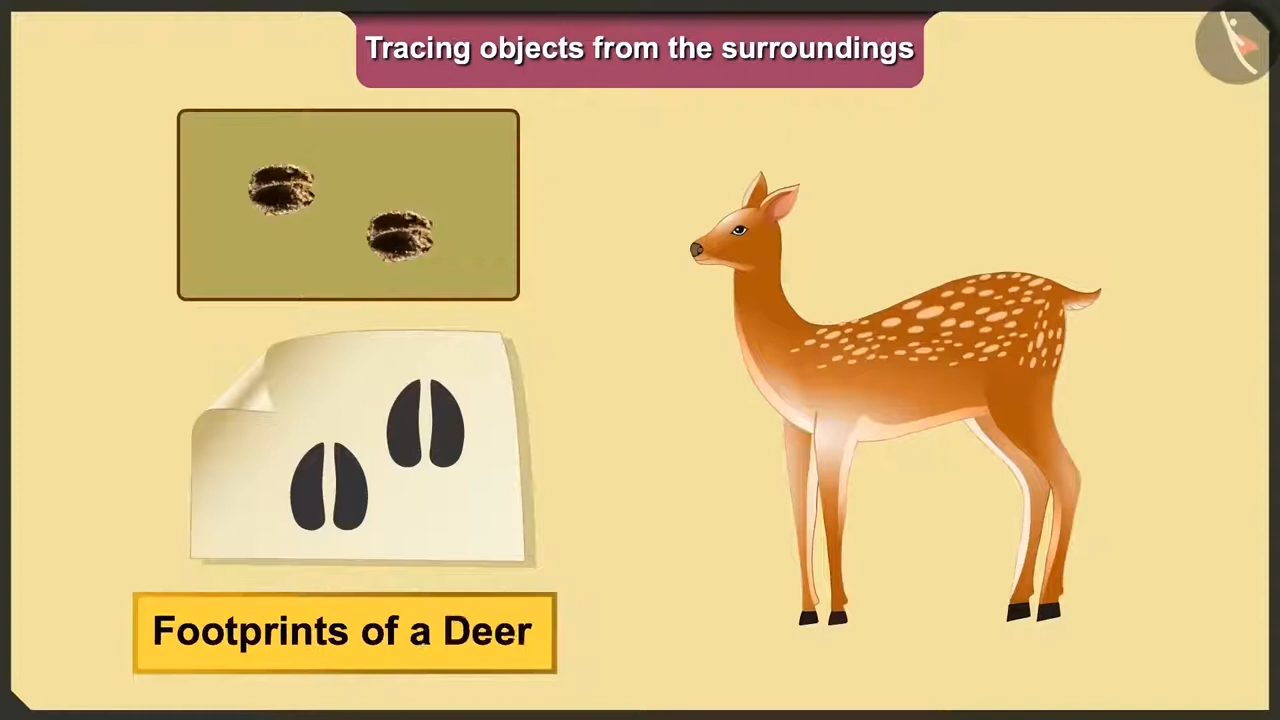 Tracing objects from the surroundings
Footprints of a Deer